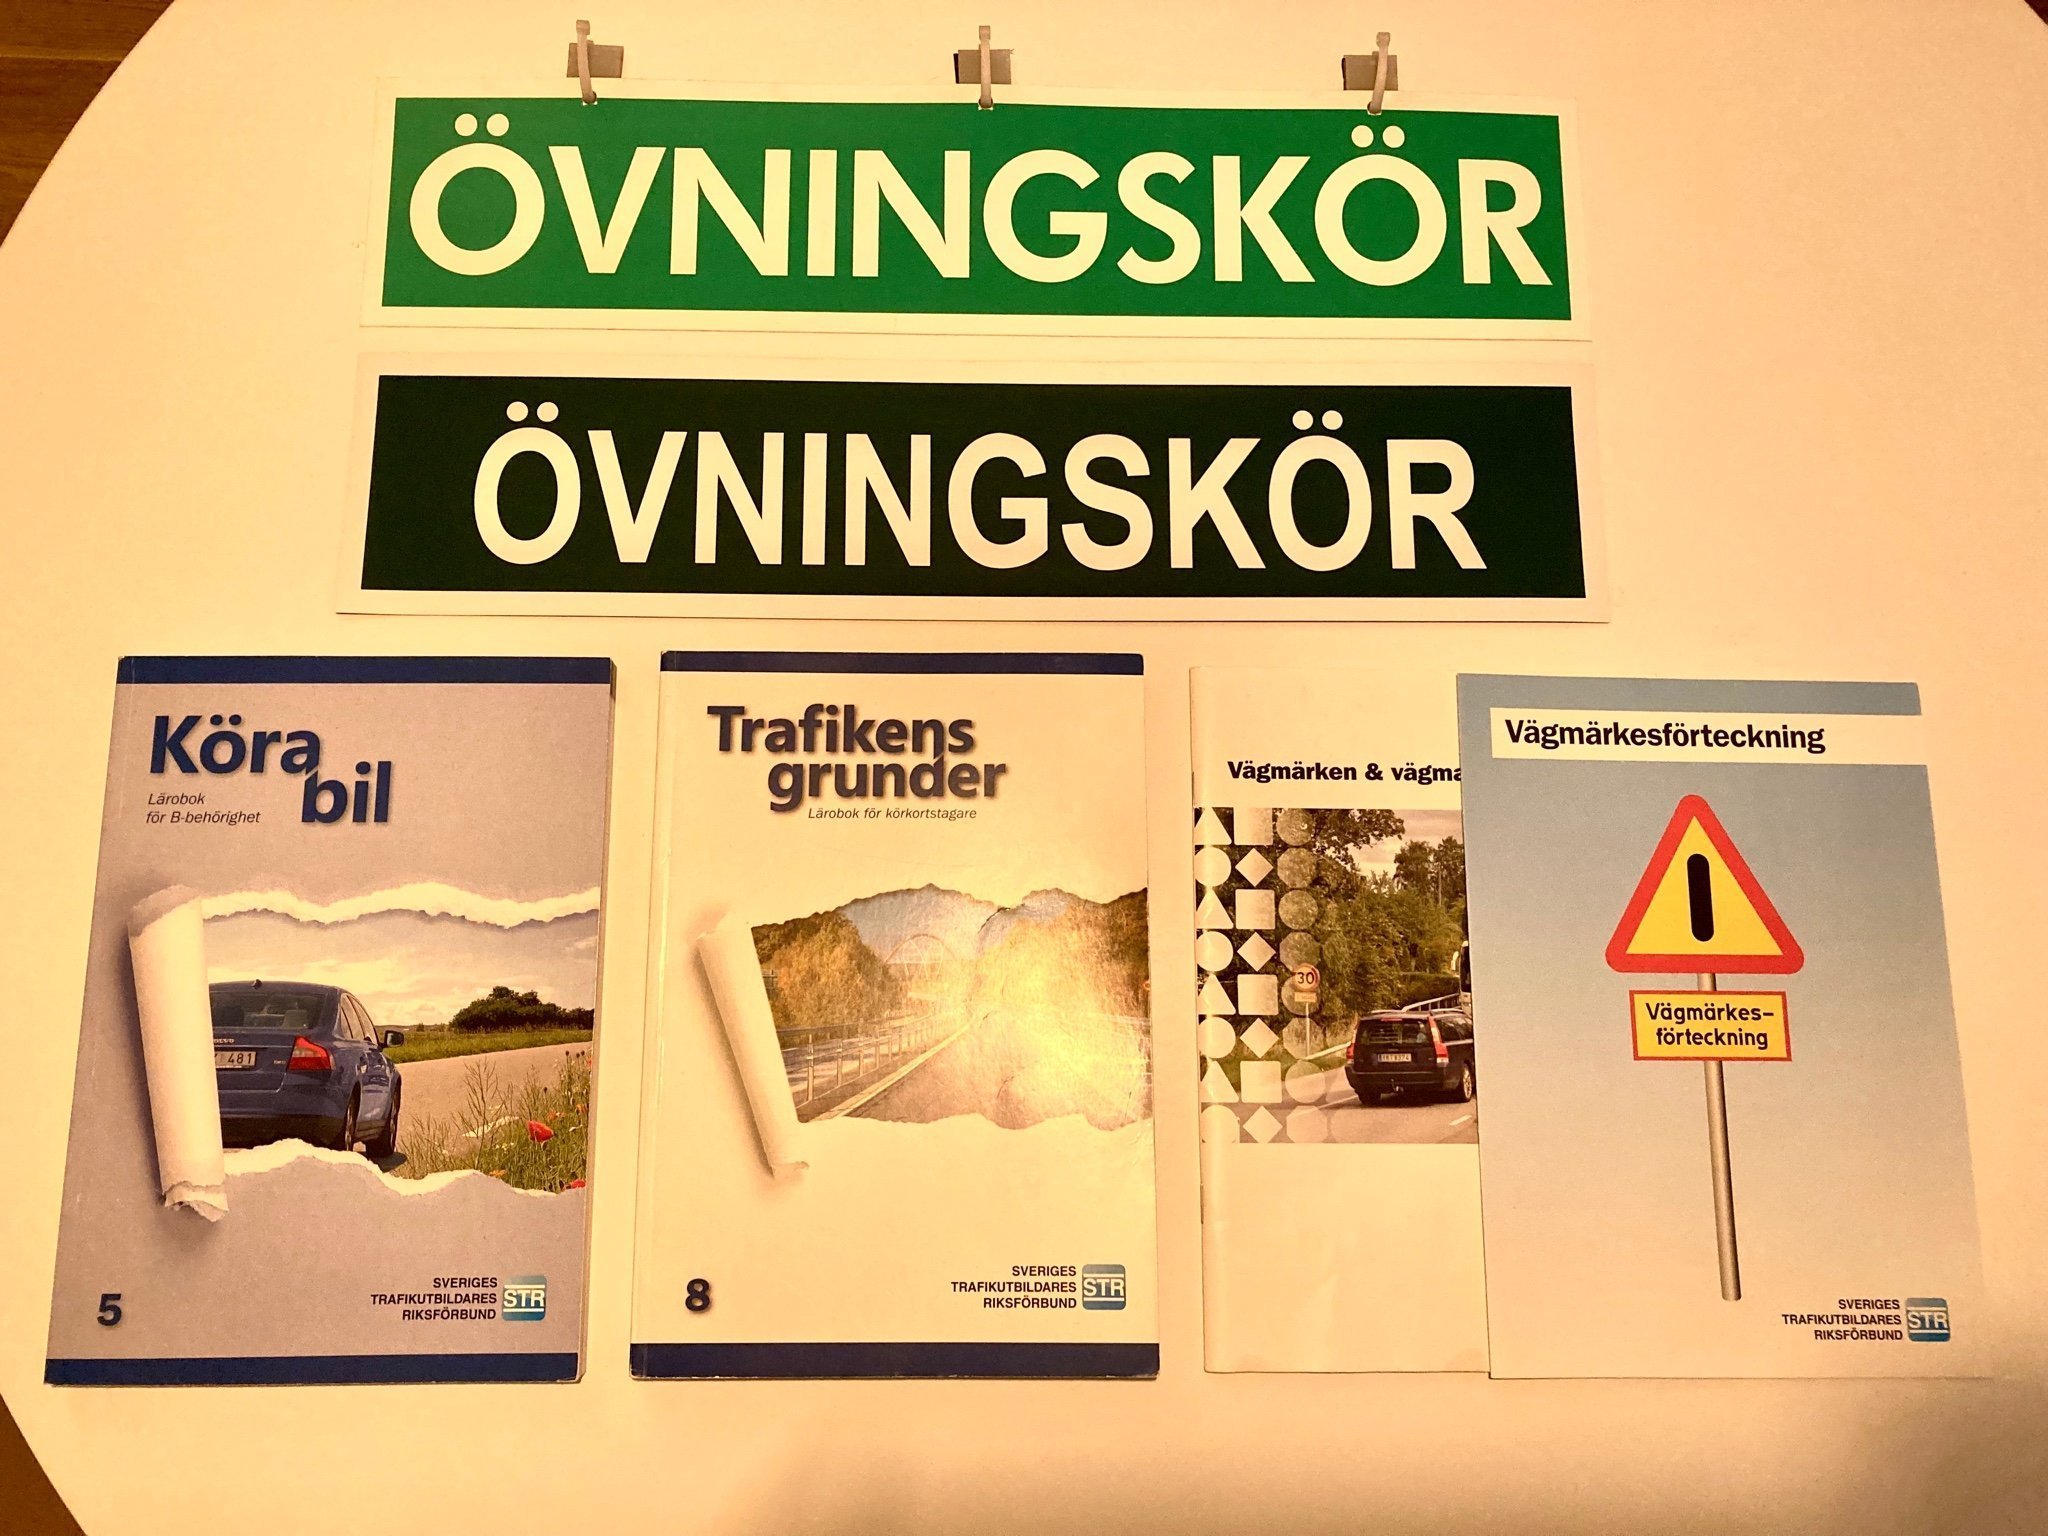 ÖVNINGSKÖR
ÖVNINGSKÖR
Köra
bil
Lärobok
för B-behörighet
481
5
SVERIGES
TRAFIKUTBILDARES
RIKSFÖRBUND
STR
Trafikens
grunder
Lärobok för körkortstagare
8
SVERIGES
TRAFIKUTBILDARES
RIKSFÖRBUND
STR
Vägmärken & vägma
30
Vägmärkesförteckning
Vägmärkes-
förteckning
SVERIGES
TRAFIKUTBILDARES
RIKSFÖRBUND
STR